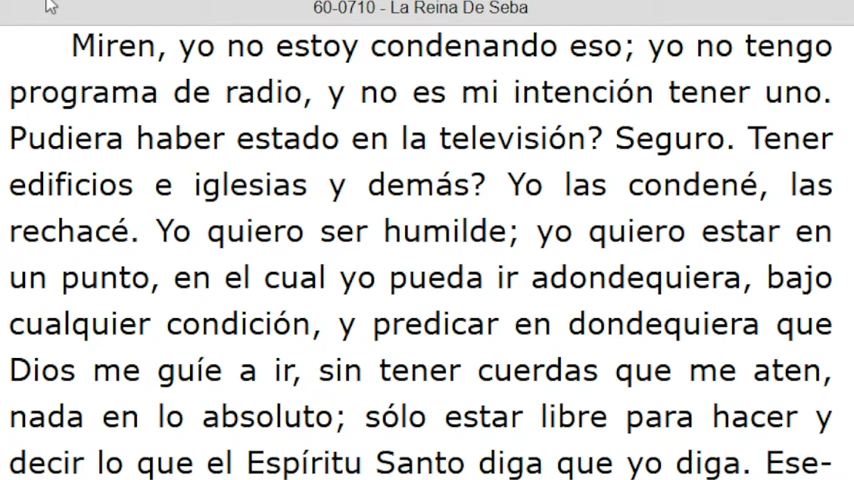 60-0710 - La Reina De Seba
Miren, yo no estoy condenando eso; yo no tengo
programa de radio, y no es mi intención tener uno.
Pudiera haber estado en la televisión? Seguro. Tener
edificios e iglesias y demás? Yo las condené, las
rechacé. Yo quiero ser humilde; yo quiero estar en
un punto, en el cual yo pueda ir adondequiera, bajo
cualquier condición, y predicar en dondequiera que
Dios me guíe a ir, sin tener cuerdas que me aten,
nada en lo absoluto; sólo estar libre para hacer y
decir lo que el Espíritu Santo diga que yo diga. Ese-